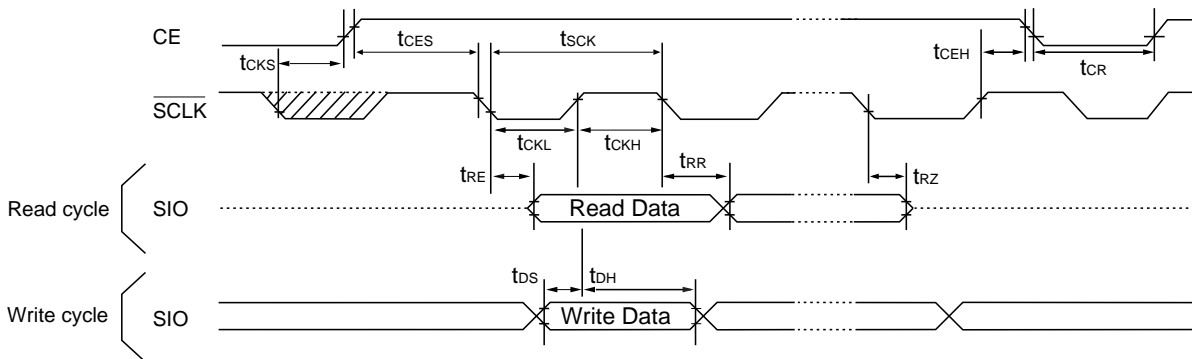 CE
tCKS
tCES
tSCK
tCEH
tCR
SCLK
tCKL
tCKH
tRE
tRR
tRZ
Read cycle
SIO
Read Data
tDS
tDH
Write cycle
SIO
Write Data